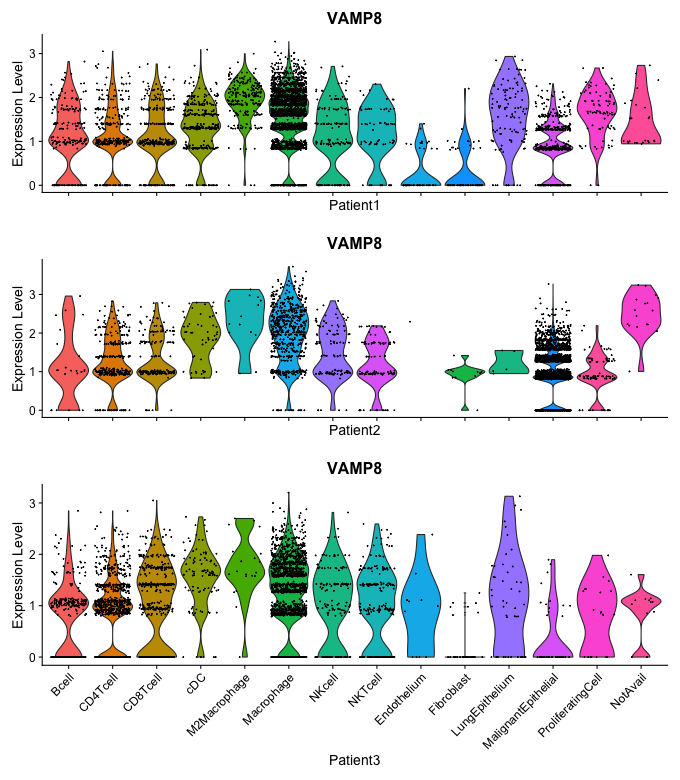 VAMP8
Expression Level
3
2
1
0
Patient1
VAMP8
Expression Level
3
2
1
0
Patient2
VAMP8
Expression Level
3
2
1
0
Bcell
CD4Tcell
CD8Tcell
cDC
M2Macrophage
Macrophage
NKcell
NKTcell
Endothelium
Fibroblast
LungEpithelium
MalignantEpithelial
ProliferatingCell
NotAvail
Patient3